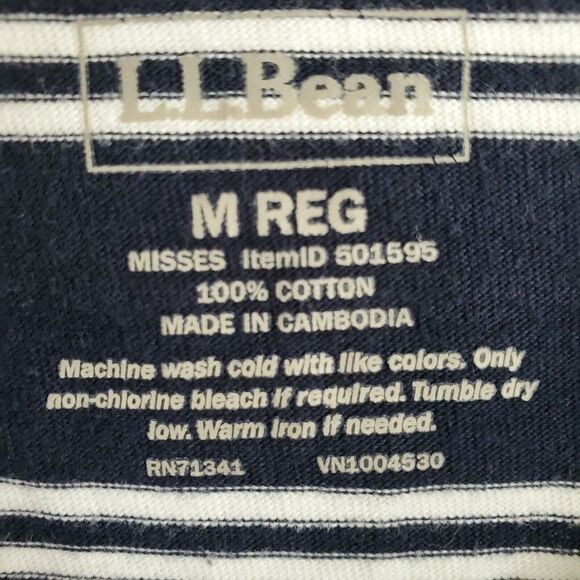 L.L.Bean
M REG
MISSES ItemID 501595
100% COTTON
MADE IN CAMBODIA
Machine wash cold with like colors. Only
non-chlorine bleach if required. Tumble dry
low. Warm iron if needed.
RN71341 VN1004530